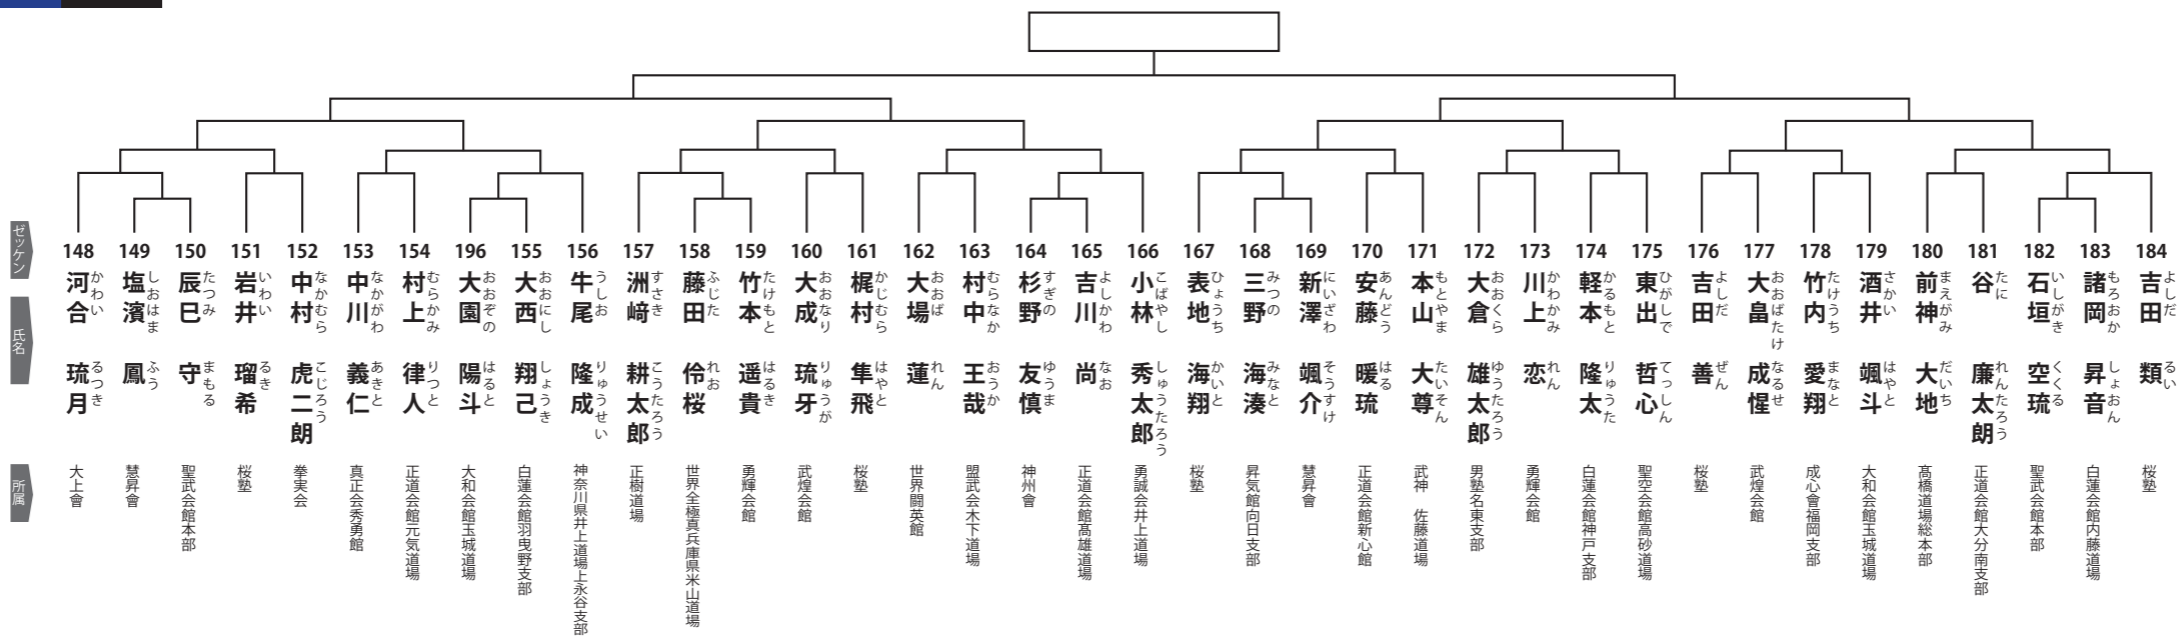 ゼッケン
氏名
所属
148 河合 琉月 かわい るつき 大上會
149 塩濱 鳳 しおはま ふう 慧昇會
150 辰巳 守 たつみ まもる 聖武会館本部
151 岩井 瑠希 いわい るき 桜塾
152 中村 虎二朗 なかむら こじろう 拳実会
153 中川 義仁 なかがわ あきと 真正会秀勇館
154 村上 律人 むらかみ りつと 正道会館元気道場
196 大園 陽斗 おおぞの はると 大和会館玉城道場
155 大西 翔己 おおにし しょうき 白蓮会館羽曳野支部
156 牛尾 隆成 うしお りゅうせい 神奈川県井上道場上永谷支部
157 洲﨑 耕太郎 すさき こうたろう 正樹道場
158 藤田 伶桜 ふじた れお 世界全極真兵庫県米山道場
159 竹本 遥貴 たけもと はるき 勇輝会館
160 大成 琉牙 おおなり りゅうが 武煌会館
161 梶村 隼飛 かじむら はやと 桜塾
162 大場 蓮 おおば れん 世界闘英館
163 村中 王哉 むらなか おうか 盟武会木下道場
164 杉野 友慎 すぎの ゆうま 神州會
165 吉川 尚 よしかわ なお 正道会館髙雄道場
166 小林 秀太郎 こばやし しゅうたろう 勇誠会井上道場
167 表地 海翔 ひょうち かいと 桜塾
168 三野 海湊 みつの みなと 昇気館向日支部
169 新澤 颯介 にいざわ そうすけ 慧昇會
170 安藤 暖琉 あんどう はる 正道会館新心館
171 本山 大尊 もとやま たいそん 武神 佐藤道場
172 大倉 雄太郎 おおくら ゆうたろう 男塾名東支部
173 川上 恋 かわかみ れん 勇輝会館
174 軽本 隆太 かるもと りゅうた 白蓮会館神戸支部
175 東出 哲心 ひがしで てっしん 聖空会館高砂道場
176 吉田 善 よしだ ぜん 桜塾
177 大畠 成惺 おおばたけ なるせ 武煌会館
178 竹内 愛翔 たけうち まなと 成心會福岡支部
179 酒井 颯斗 さかい はやと 大和会館玉城道場
180 前神 大地 まえがみ だいち 髙橋道場総本部
181 谷 廉太朗 たに れんたろう 正道会館大分南支部
182 石垣 空琉 いしがき くくる 聖武会館本部
183 諸岡 昇音 もろおか しょおん 白蓮会館内藤道場
184 吉田 類 よしだ るい 桜塾